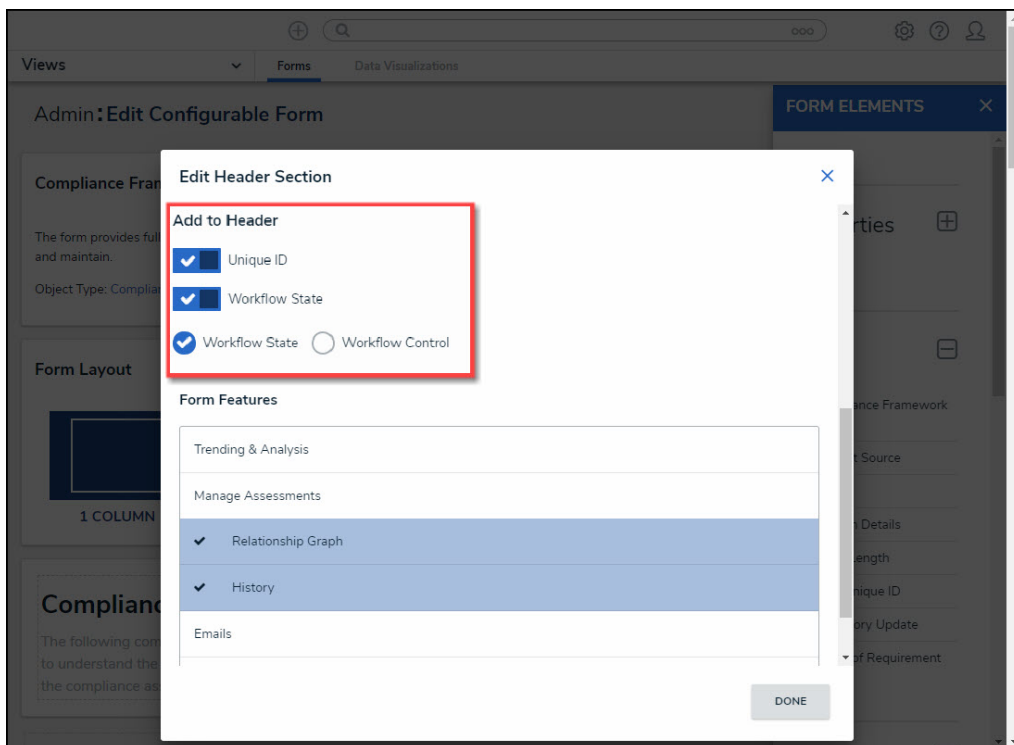 ooo
Views
Forms
Data Visualizations
Admin:Edit Configurable Form
FORM ELEMENTS
Compliance Fran
The form provides full
and maintain.
Object Type: Complia
Form Layout
1 COLUMN
Complianc
The following com
to understand the
the compliance as
Edit Header Section
Add to Header
Unique ID
Workflow State
Workflow State
Workflow Control
Form Features
Trending & Analysis
Manage Assessments
Relationship Graph
History
Emails
DONE
rties
ance Framework
t Source
n Details
Length
nique ID
ory Update
of Requirement